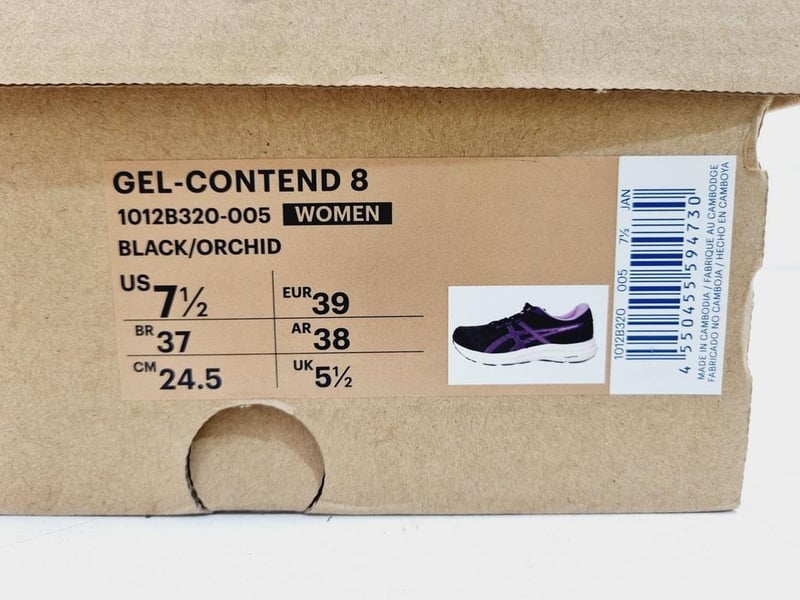 GEL-CONTEND 8
1012B320-005 WOMEN
BLACK/ORCHID
US 7½
EUR 39
BR 37
AR 38
CM 24.5
UK 5½
1012B320 005 7½ JAN
4 550455 594730
MADE IN CAMBODIA / FABRIQUE AU CAMBODGE
FABRICADO NO CAMBOJA / HECHO EN CAMBOYA